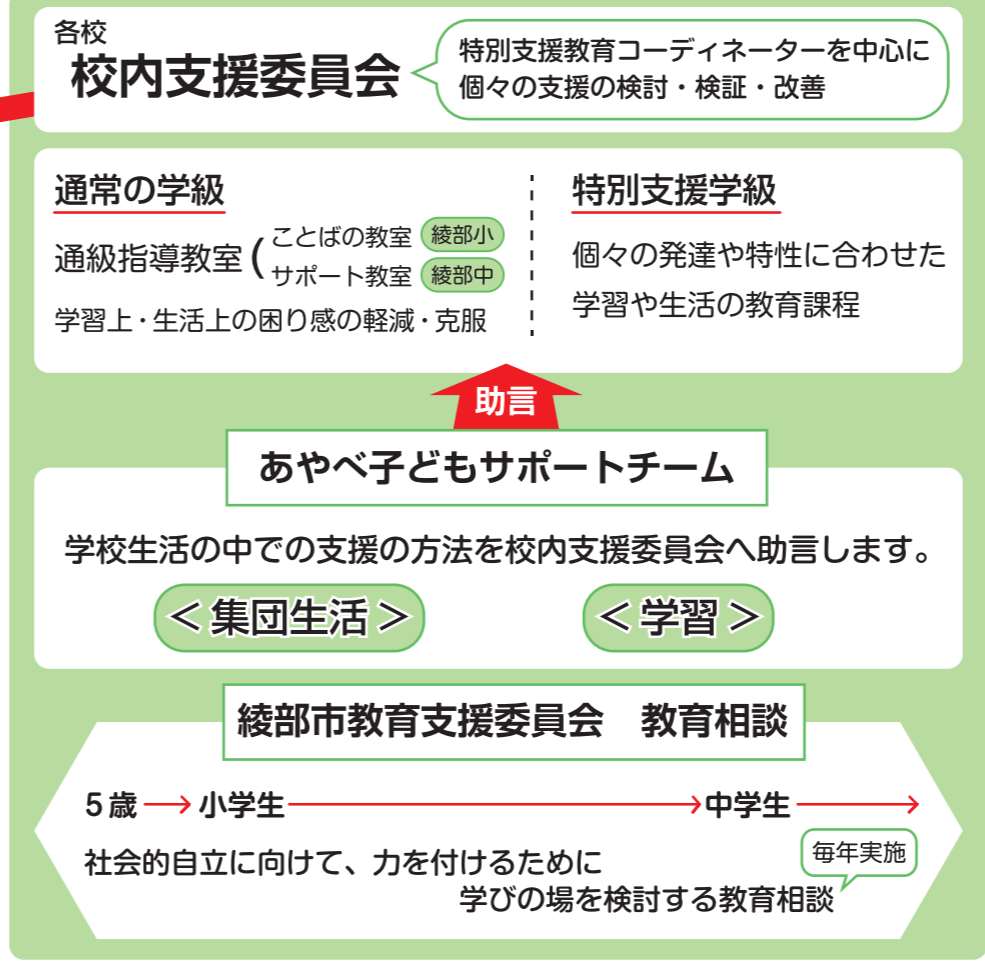 各校
校内支援委員会
特別支援教育コーディネーターを中心に
個々の支援の検討・検証・改善
通常の学級
通級指導教室(ことばの教室 綾部小
サポート教室 綾部中
学習上・生活上の困り感の軽減・克服
特別支援学級
個々の発達や特性に合わせた
学習や生活の教育課程
助言
あやべ子どもサポートチーム
学校生活の中での支援の方法を校内支援委員会へ助言します。
＜集団生活＞ ＜学習＞
綾部市教育支援委員会　教育相談
5歳→小学生→中学生→
社会的自立に向けて、力を付けるために
学びの場を検討する教育相談
毎年実施